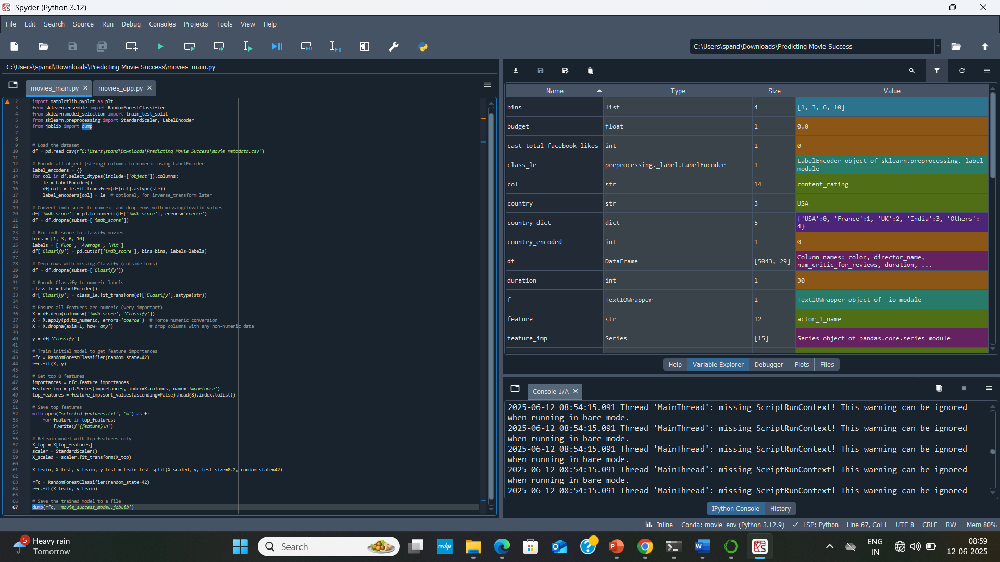 Spyder (Python 3.12)
File Edit Search Source Run Debug Consoles Projects Tools View Help
C:\Users\spand\Downloads\Predicting Movie Success
C:\Users\spand\Downloads\Predicting Movie Success\movies_main.py
movies_main.py movies_app.py
2 import matplotlib.pyplot as plt
3 from sklearn.ensemble import RandomForestClassifier
4 from sklearn.model_selection import train_test_split
5 from sklearn.preprocessing import StandardScaler, LabelEncoder
6 from joblib import dump
7
8
9 # Load the dataset
10 df = pd.read_csv(r"C:\Users\spand\Downloads\Predicting Movie Success\movie_metadata.csv")
11
12 # Encode all object (string) columns to numeric using LabelEncoder
13 label_encoders = {}
14 for col in df.select_dtypes(include=["object"]).columns:
15 le = LabelEncoder()
16 df[col] = le.fit_transform(df[col].astype(str))
17 label_encoders[col] = le # optional, for inverse_transform later
18
19 # Convert imdb_score to numeric and drop rows with missing/invalid values
20 df['imdb_score'] = pd.to_numeric(df['imdb_score'], errors='coerce')
21 df = df.dropna(subset=['imdb_score'])
22
23 # Bin imdb_score to classify movies
24 bins = [1, 3, 6, 10]
25 labels = ['Flop', 'Average', 'Hit']
26 df['Classify'] = pd.cut(df['imdb_score'], bins=bins, labels=labels)
27
28 # Drop rows with missing Classify (outside bins)
29 df = df.dropna(subset=['Classify'])
30
31 # Encode Classify to numeric labels
32 class_le = LabelEncoder()
33 df['Classify'] = class_le.fit_transform(df['Classify'].astype(str))
34
35 # Ensure all features are numeric (very important)
36 X = df.drop(columns=['imdb_score', 'Classify'])
37 X = X.apply(pd.to_numeric, errors='coerce') # force numeric conversion
38 X = X.dropna(axis=1, how='any') # drop columns with any non-numeric data
39
40 y = df['Classify']
41
42 # Train initial model to get feature importances
43 rfc = RandomForestClassifier(random_state=42)
44 rfc.fit(X, y)
45
46 # Get top 8 features
47 importances = rfc.feature_importances_
48 feature_imp = pd.Series(importances, index=X.columns, name='importance')
49 top_features = feature_imp.sort_values(ascending=False).head(8).index.tolist()
50
51 # Save top features
52 with open("selected_features.txt", "w") as f:
53 for feature in top_features:
54 f.write(f"{feature}\n")
55
56 # Retrain model with top features only
57 X_top = X[top_features]
58 scaler = StandardScaler()
59 X_scaled = scaler.fit_transform(X_top)
60
61 X_train, X_test, y_train, y_test = train_test_split(X_scaled, y, test_size=0.2, random_state=42)
62
63 rfc = RandomForestClassifier(random_state=42)
64 rfc.fit(X_train, y_train)
65
66 # Save the trained model to a file
67 dump(rfc, 'movie_success_model.joblib')
Name Type Size Value
bins list 4 [1, 3, 6, 10]
budget float 1 0.0
cast_total_facebook_likes int 1 0
class_le preprocessing._label.LabelEncoder 1 LabelEncoder object of sklearn.preprocessing._label
module
col str 14 content_rating
country str 3 USA
country_dict dict 5 {'USA':0, 'France':1, 'UK':2, 'India':3, 'Others':
4}
country_encoded int 1 0
df DataFrame [5043, 29] Column names: color, director_name,
num_critic_for_reviews, duration, ...
duration int 1 30
f TextIOWrapper 1 TextIOWrapper object of _io module
feature str 12 actor_1_name
feature_imp Series [15] Series object of pandas.core.series module
Help Variable Explorer Debugger Plots Files
Console 1/A
2025-06-12 08:54:15.091 Thread 'MainThread': missing ScriptRunContext! This warning can be ignored
when running in bare mode.
2025-06-12 08:54:15.091 Thread 'MainThread': missing ScriptRunContext! This warning can be ignored
when running in bare mode.
2025-06-12 08:54:15.091 Thread 'MainThread': missing ScriptRunContext! This warning can be ignored
when running in bare mode.
2025-06-12 08:54:15.091 Thread 'MainThread': missing ScriptRunContext! This warning can be ignored
when running in bare mode.
2025-06-12 08:54:15.091 Thread 'MainThread': missing ScriptRunContext! This warning can be ignored
IPython Console History
Inline Conda: movie_env (Python 3.12.9) LSP: Python Line 67, Col 1 UTF-8 CRLF RW Mem 80%
5
Heavy rain
Tomorrow
Search
myhp
ENG
IN
08:59
12-06-2025